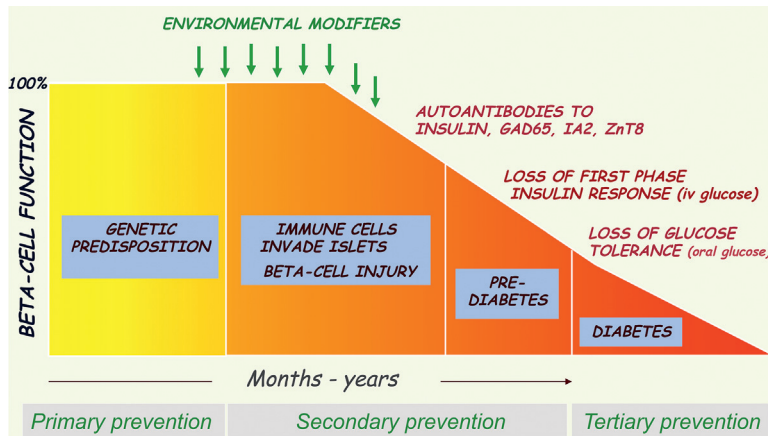 ENVIRONMENTAL MODIFIERS
100%
BETA-CELL FUNCTION
AUTOANTIBODIES TO
INSULIN, GAD65, IA2, ZnT8
LOSS OF FIRST PHASE
INSULIN RESPONSE (iv glucose)
LOSS OF GLUCOSE
TOLERANCE (oral glucose)
GENETIC
PREDISPOSITION
IMMUNE CELLS
INVADE ISLETS
BETA-CELL INJURY
PRE-
DIABETES
DIABETES
Months - years
Primary prevention
Secondary prevention
Tertiary prevention